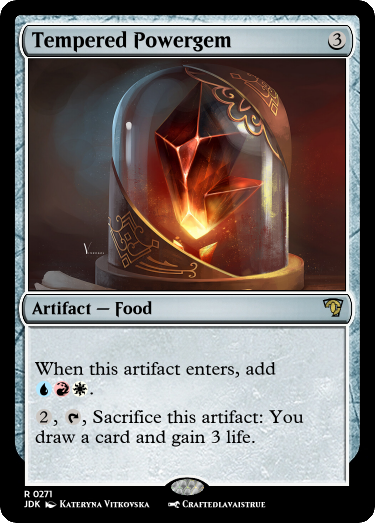 Tempered Powergem 3
Artifact — Food
When this artifact enters, add
.
2, , Sacrifice this artifact: You
draw a card and gain 3 life.
R 0271
JDK Kateryna Vitkovska Craftedlavaistrue